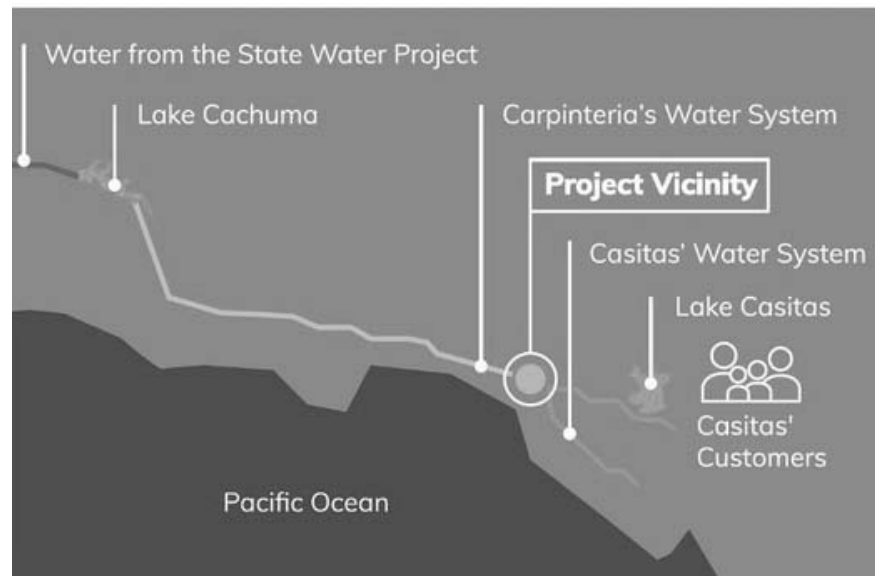 Water from the State Water Project
Lake Cachuma
Carpinteria's Water System
Project Vicinity
Casitas' Water System
Lake Casitas
Casitas'
Customers
Pacific Ocean